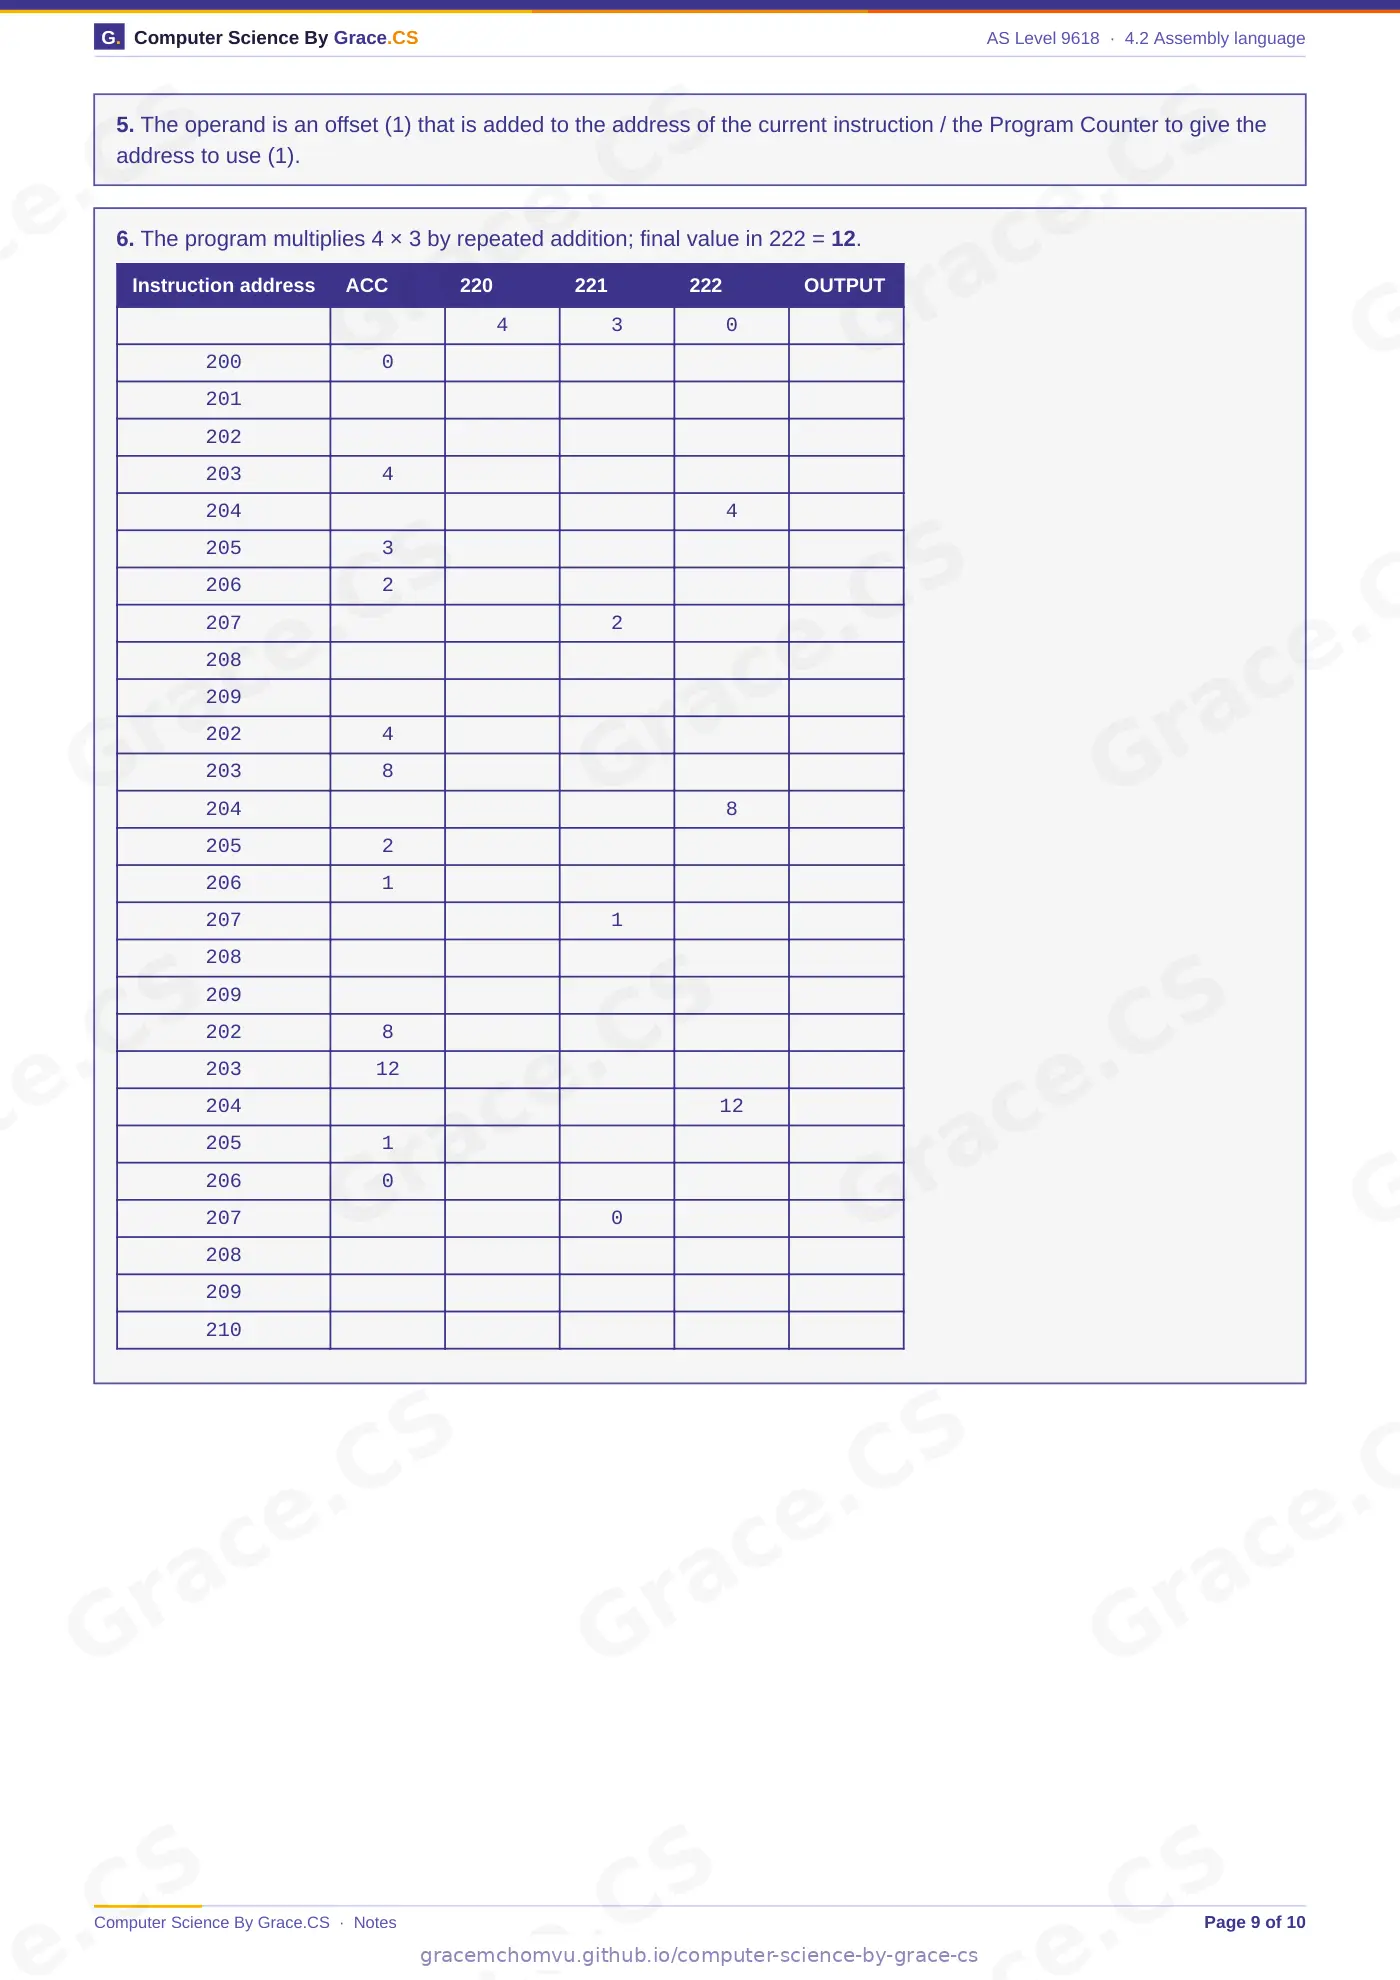 G. Computer Science By Grace.CS
AS Level 9618 · 4.2 Assembly language
5. The operand is an offset (1) that is added to the address of the current instruction / the Program Counter to give the
address to use (1).
6. The program multiplies 4 × 3 by repeated addition; final value in 222 = 12.
Instruction address ACC 220 221 222 OUTPUT
4 3 0
200 0
201
202
203 4
204 4
205 3
206 2
207 2
208
209
202 4
203 8
204 8
205 2
206 1
207 1
208
209
202 8
203 12
204 12
205 1
206 0
207 0
208
209
210
Computer Science By Grace.CS · Notes
Page 9 of 10
gracemchomvu.github.io/computer-science-by-grace-cs